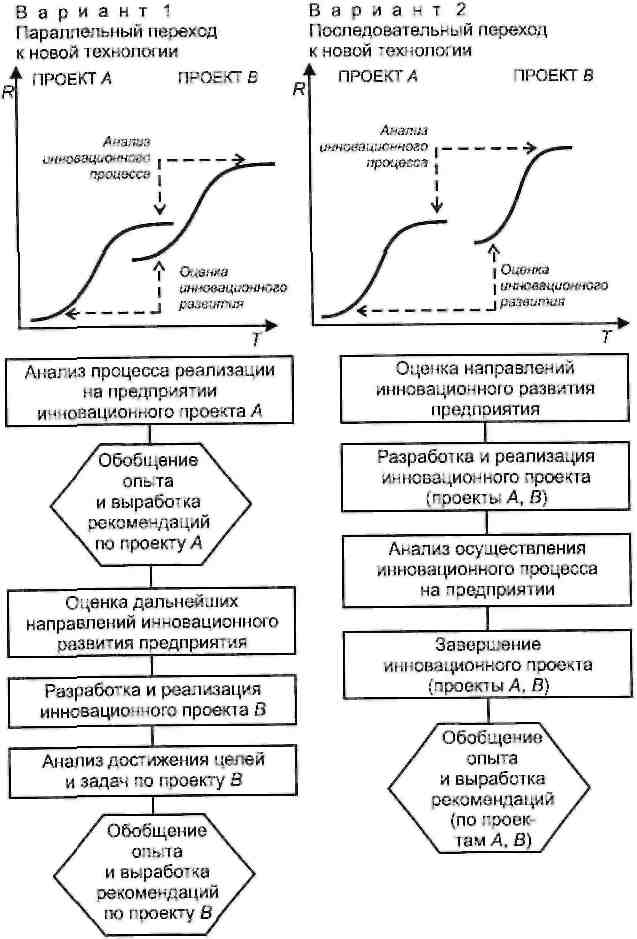 Вариант 1
Параллельный переход
к новой технологии
ПРОЕКТ A
ПРОЕКТ B
R
Анализ
инновационного
процесса
Оценка
инновационного
развития
T
Анализ процесса реализации
на предприятии
инновационного проекта A
Обобщение
опыта
и выработка
рекомендаций
по проекту A
Оценка дальнейших
направлений инновационного
развития предприятия
Разработка и реализация
инновационного проекта B
Анализ достижения целей
и задач по проекту B
Обобщение
опыта
и выработка
рекомендаций
по проекту B
Вариант 2
Последовательный переход
к новой технологии
ПРОЕКТ A
ПРОЕКТ B
R
Анализ
инновационного
процесса
Оценка
инновационного
развития
T
Оценка направлений
инновационного развития
предприятия
Разработка и реализация
инновационного проекта
(проекты A, B)
Анализ осуществления
инновационного процесса
на предприятии
Завершение
инновационного проекта
(проекты A, B)
Обобщение
опыта
и выработка
рекомендаций
(по проек-
там A, B)